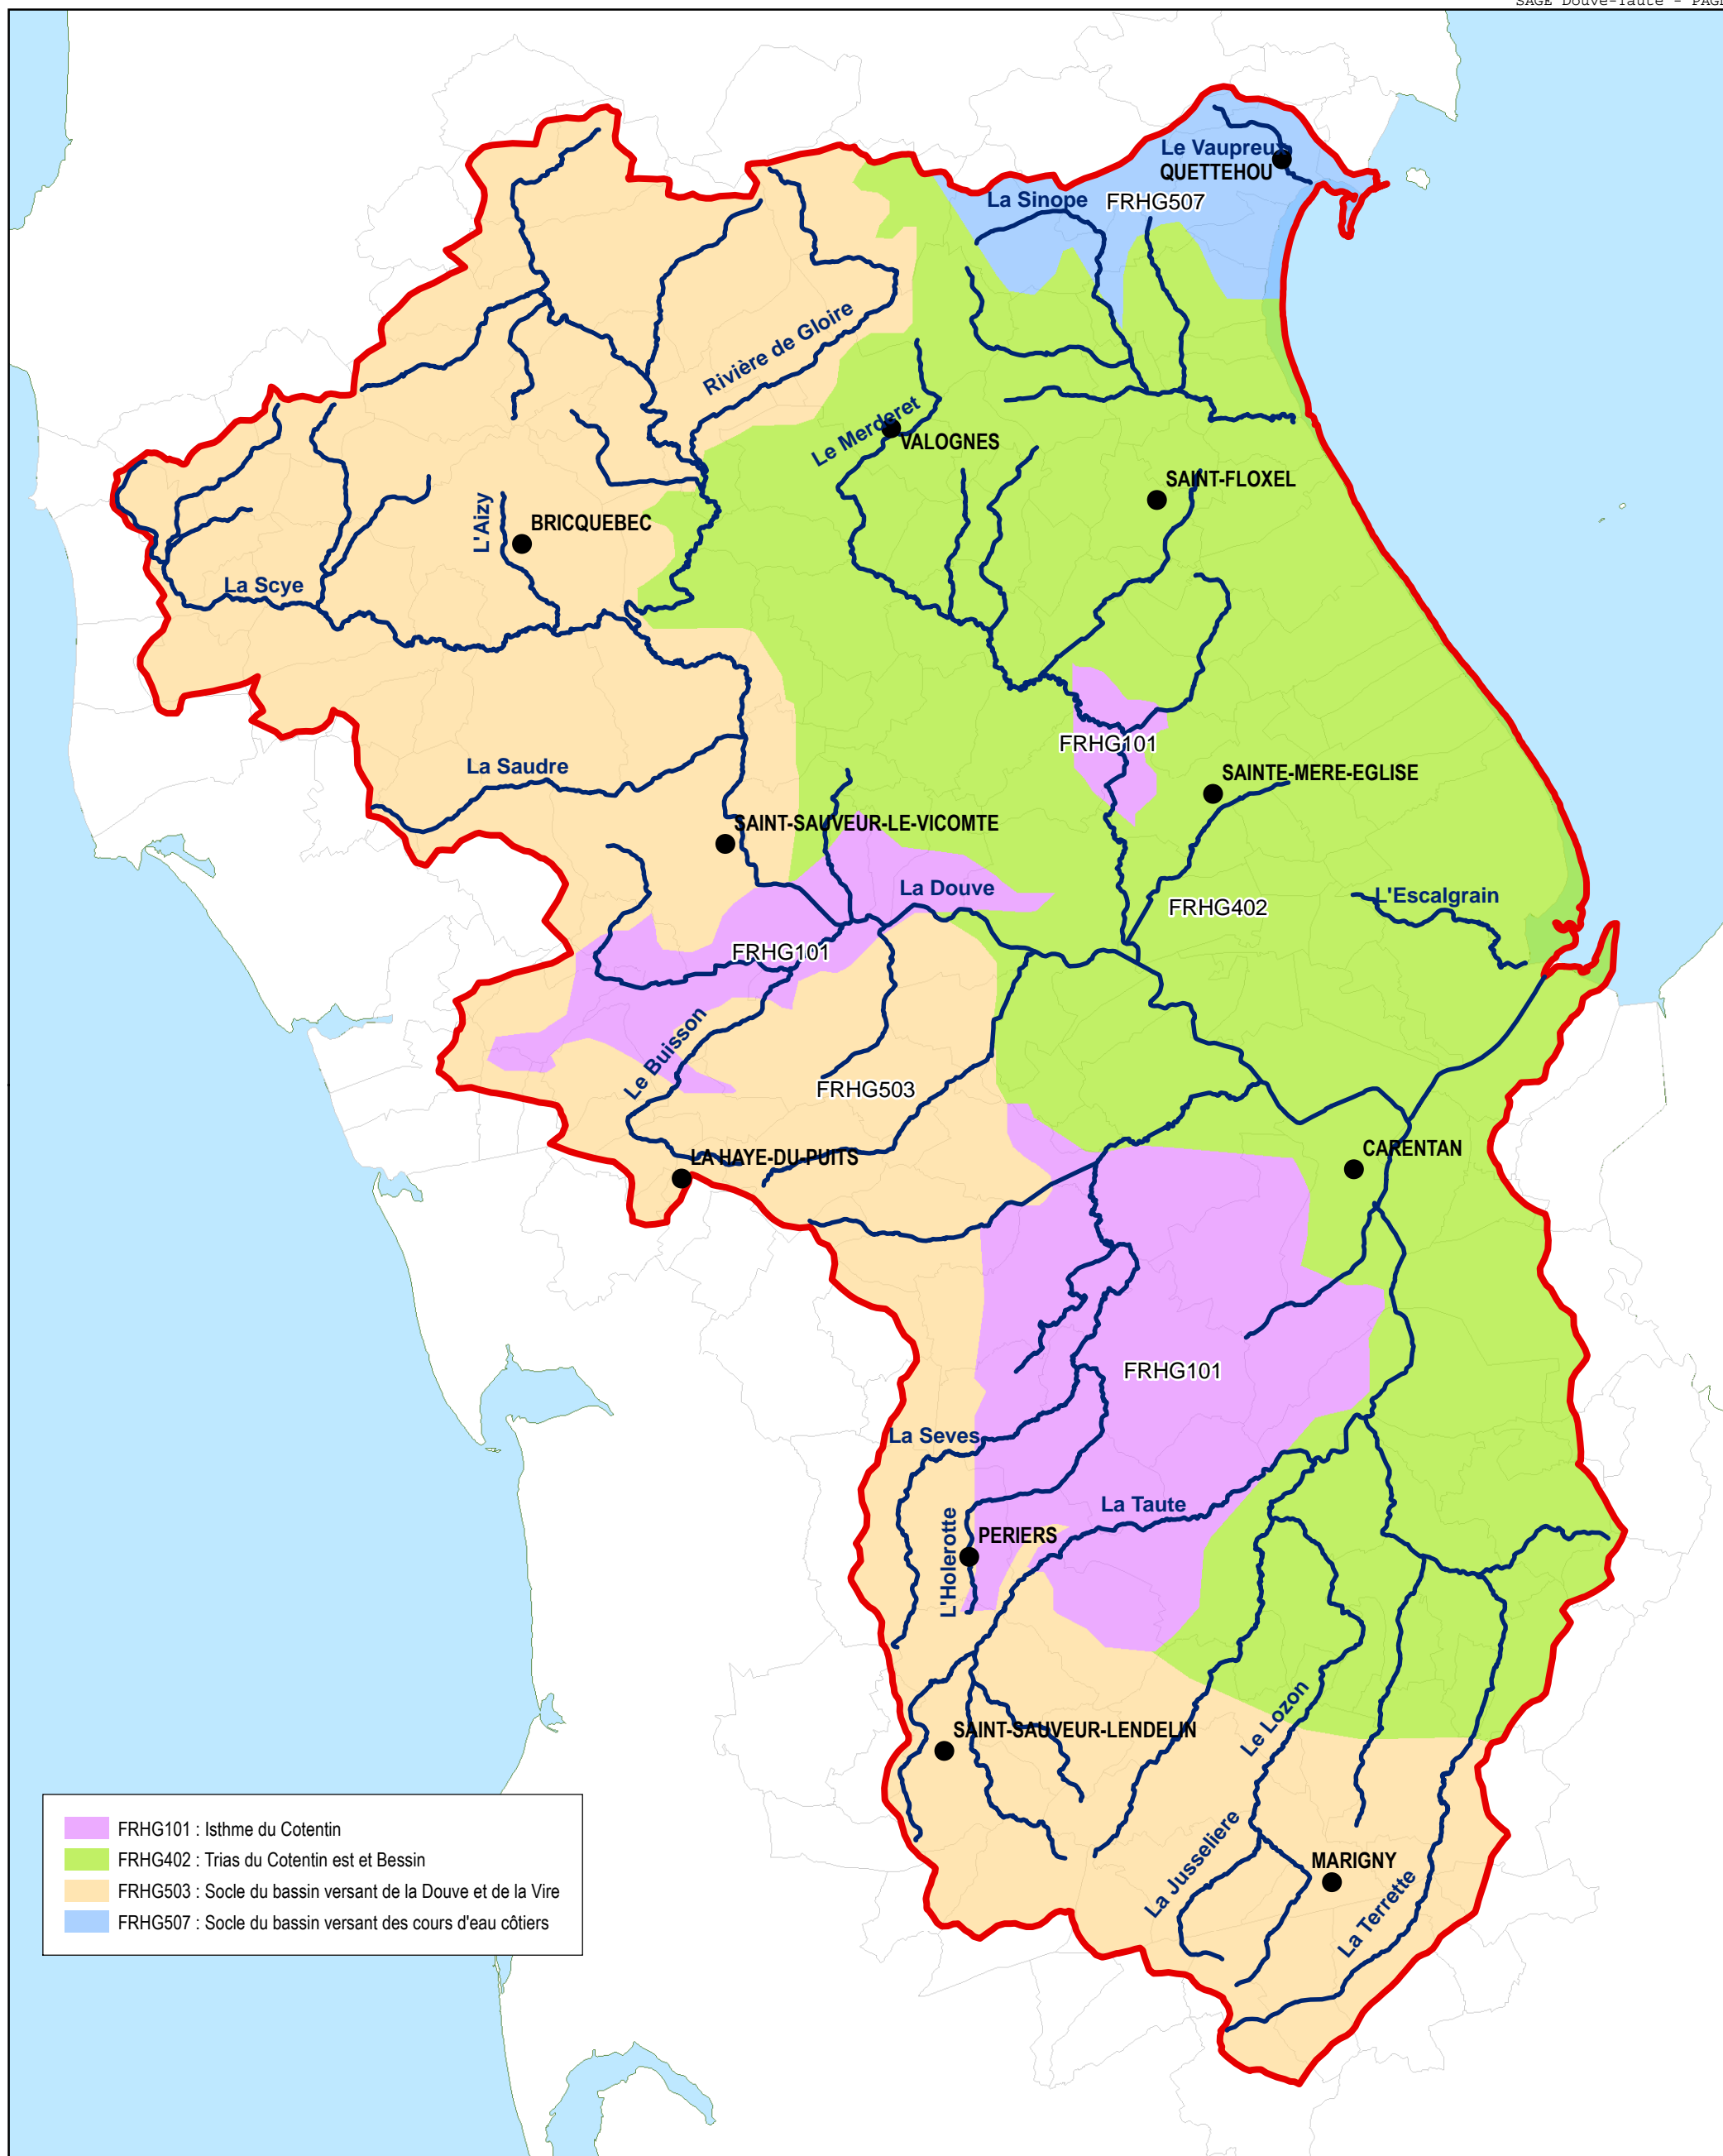 Le Vaupreux
QUETTEHOU
La Sinope
FRHG507
Rivière de Gloire
Le Merderet
VALOGNES
SAINT-FLOXEL
L'Aizy
BRICQUEBEC
La Scye
FRHG101
La Saudre
SAINTE-MERE-EGLISE
SAINT-SAUVEUR-LE-VICOMTE
La Douve
L'Escalgrain
FRHG402
FRHG101
Le Buisson
FRHG503
CARENTAN
LA HAYE-DU-PUITS
FRHG101
La Seves
La Taute
L'Holerotte
PERIERS
Le Lozon
SAINT-SAUVEUR-LENDELIN
La Jusseliere
MARIGNY
La Terrette
FRHG101 : Isthme du Cotentin
FRHG402 : Trias du Cotentin est et Bessin
FRHG503 : Socle du bassin versant de la Douve et de la Vire
FRHG507 : Socle du bassin versant des cours d'eau côtiers